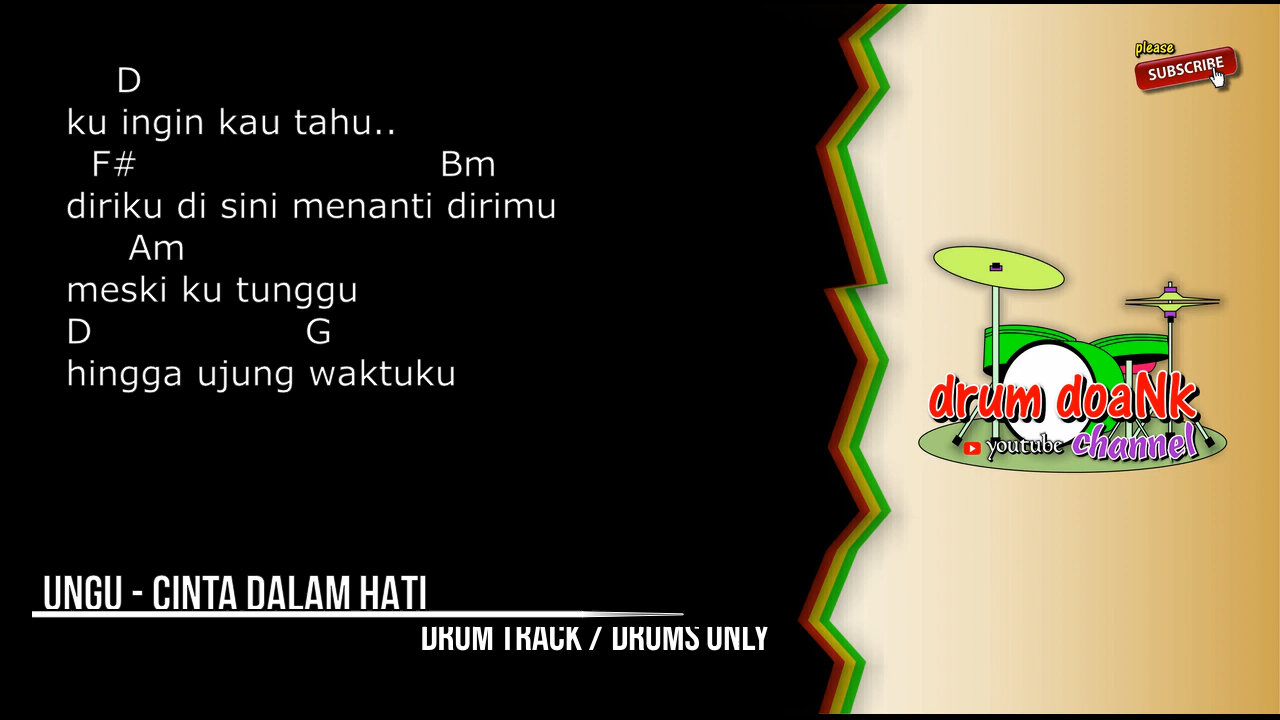 D
ku ingin kau tahu..
F# Bm
diriku di sini menanti dirimu
Am
meski ku tunggu
D G
hingga ujung waktuku
UNGU - CINTA DALAM HATI
DRUM TRACK / DRUMS ONLY
please
SUBSCRIBE
drum doaNk
youtube channel